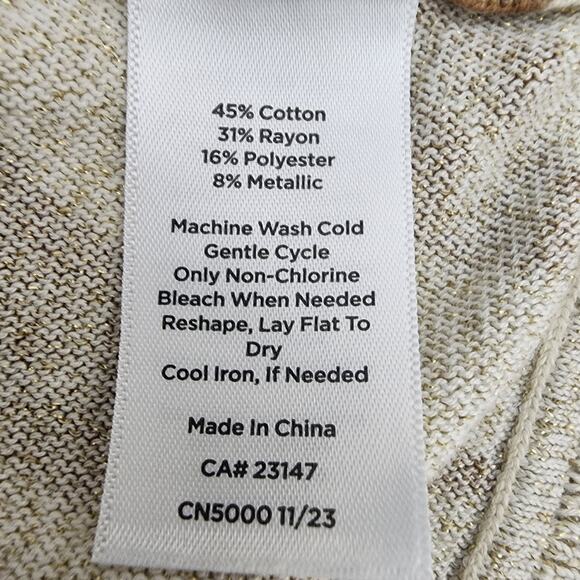 45% Cotton
31% Rayon
16% Polyester
8% Metallic
Machine Wash Cold
Gentle Cycle
Only Non-Chlorine
Bleach When Needed
Reshape, Lay Flat To
Dry
Cool Iron, If Needed
Made In China
CA# 23147
CN5000 11/23